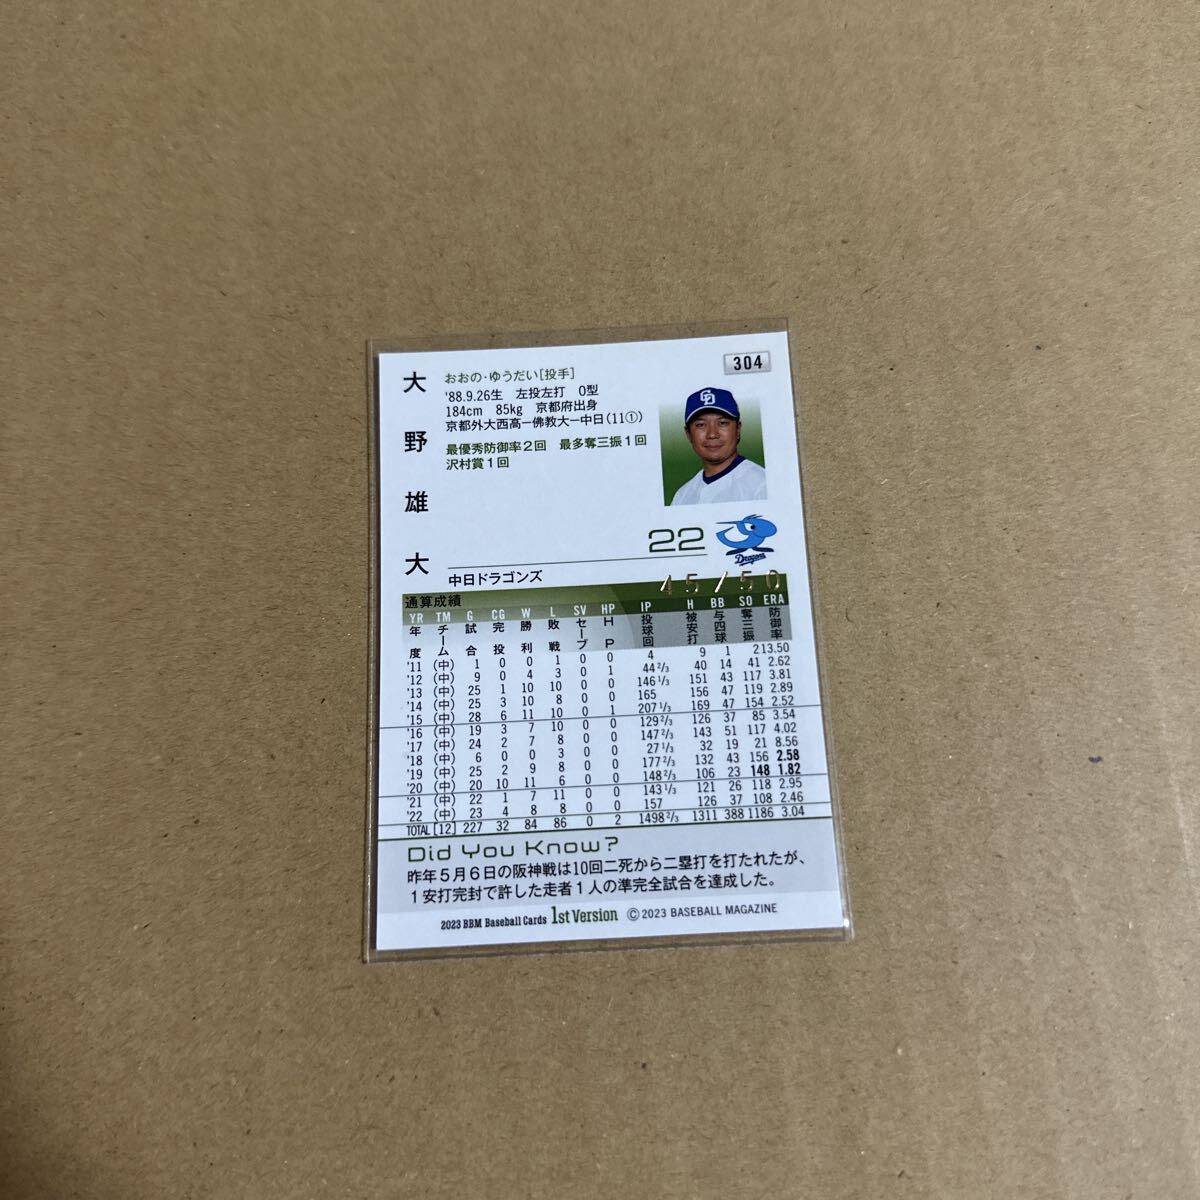 304
大野雄大
おおの・ゆうだい[投手]
'88.9.26生 左投左打 O型
184cm 85kg 京都府出身
京都外大西高ー佛教大ー中日(11①)
最優秀防御率2回 最多奪三振1回
沢村賞1回
22
Dragons
中日ドラゴンズ
45/50
通算成績
YR TM G CG W L SV HP IP H BB SO ERA
年度 チーム 試合 完投 勝利 敗戦 セーブ HP 投球回 被安打 与四球 奪三振 防御率
'11 (中) 1 0 0 1 0 0 4 9 1 2 13.50
'12 (中) 9 0 4 3 0 1 44 2/3 40 14 41 2.62
'13 (中) 25 1 10 10 0 0 146 1/3 151 43 117 3.81
'14 (中) 25 3 10 8 0 0 165 156 47 119 2.89
'15 (中) 28 6 11 10 0 1 207 1/3 169 47 154 2.52
'16 (中) 19 3 7 10 0 0 129 2/3 126 37 85 3.54
'17 (中) 24 2 7 8 0 0 147 2/3 143 51 117 4.02
'18 (中) 6 0 0 3 0 0 27 1/3 32 19 21 8.56
'19 (中) 25 2 9 8 0 0 177 2/3 132 43 156 2.58
'20 (中) 20 10 11 6 0 0 148 2/3 106 23 148 1.82
'21 (中) 22 1 7 11 0 0 143 1/3 121 26 118 2.95
'22 (中) 23 4 8 8 0 0 157 126 37 108 2.46
TOTAL [12] 227 32 84 86 0 2 1498 2/3 1311 388 1186 3.04
Did You Know?
昨年5月6日の阪神戦は10回二死から二塁打を打たれたが、
1安打完封で許した走者1人の準完全試合を達成した。
2023 BBM Baseball Cards 1st Version ©2023 BASEBALL MAGAZINE